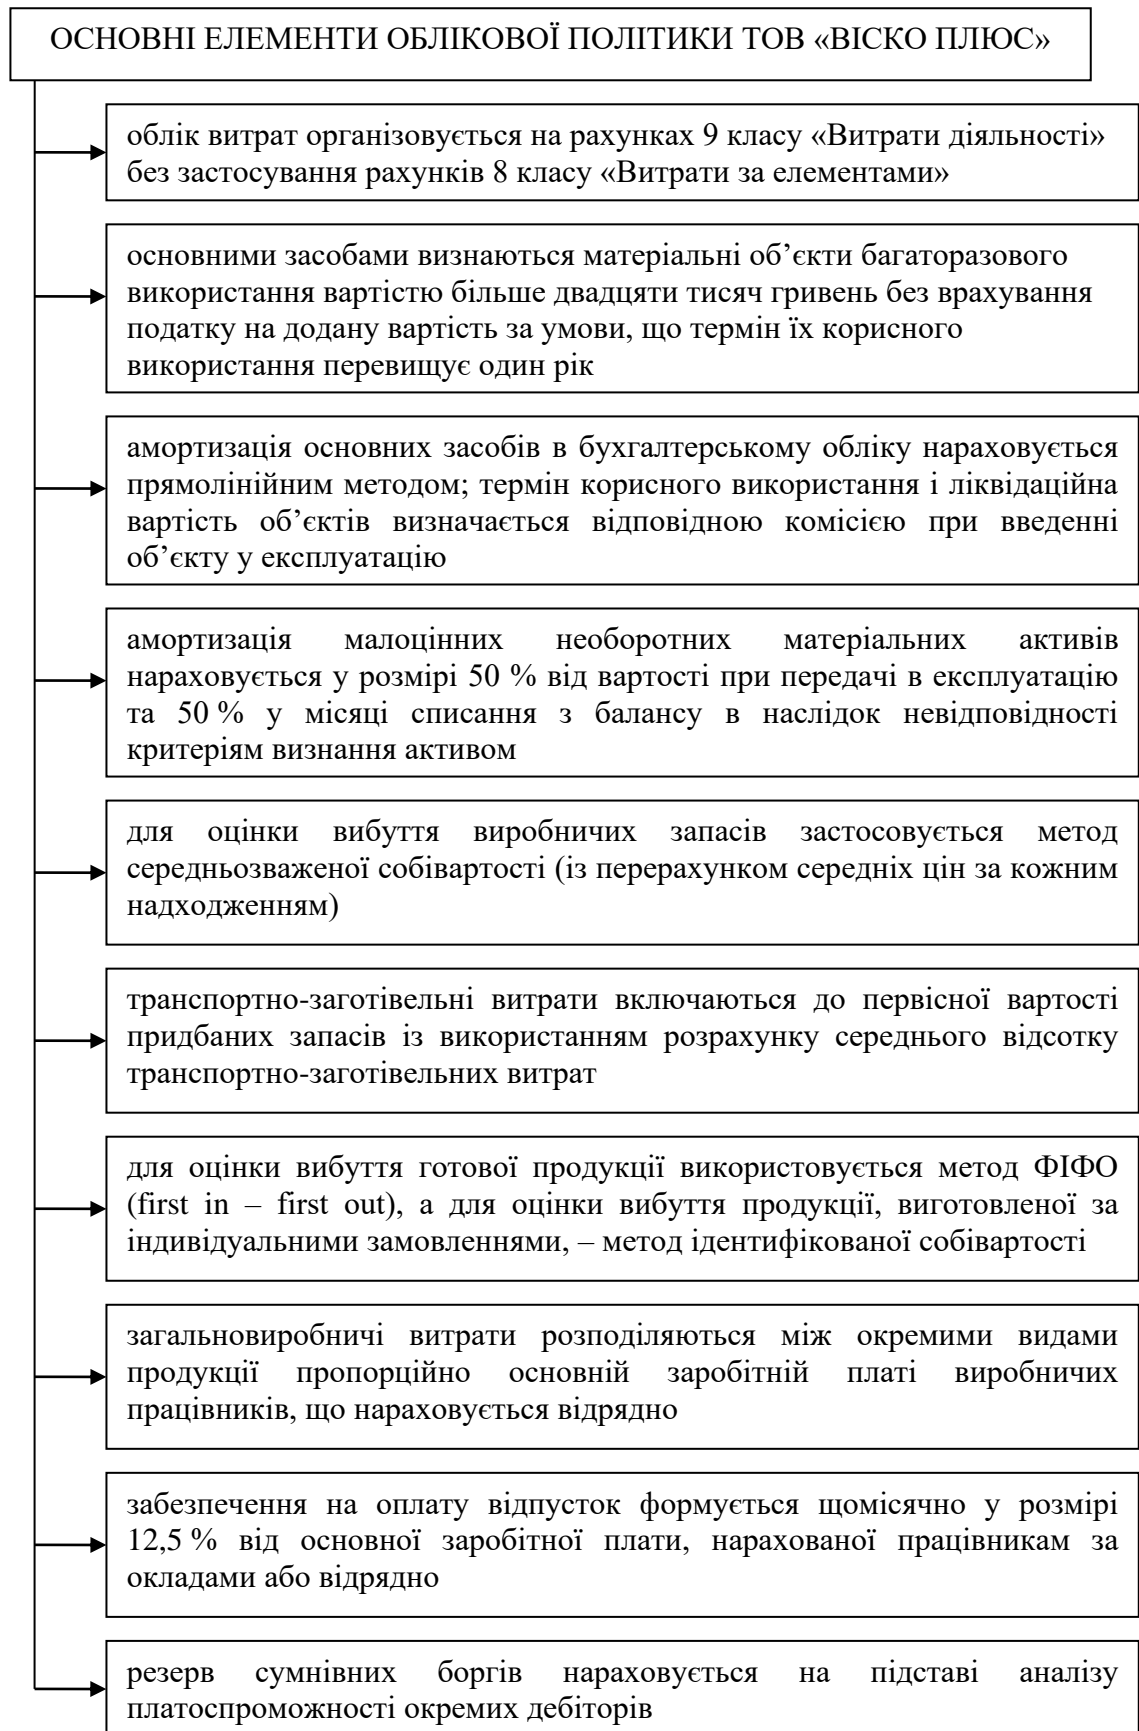 ОСНОВНІ ЕЛЕМЕНТИ ОБЛІКОВОЇ ПОЛІТИКИ ТОВ «ВІСКО ПЛЮС»
облік витрат організовується на рахунках 9 класу «Витрати діяльності»
без застосування рахунків 8 класу «Витрати за елементами»
основними засобами визнаються матеріальні об’єкти багаторазового
використання вартістю більше двадцяти тисяч гривень без врахування
податку на додану вартість за умови, що термін їх корисного
використання перевищує один рік
амортизація основних засобів в бухгалтерському обліку нараховується
прямолінійним методом; термін корисного використання і ліквідаційна
вартість об’єктів визначається відповідною комісією при введенні
об’єкту у експлуатацію
амортизація малоцінних необоротних матеріальних активів
нараховується у розмірі 50 % від вартості при передачі в експлуатацію
та 50 % у місяці списання з балансу в наслідок невідповідності
критеріям визнання активом
для оцінки вибуття виробничих запасів застосовується метод
середньозваженої собівартості (із перерахунком середніх цін за кожним
надходженням)
транспортно-заготівельні витрати включаються до первісної вартості
придбаних запасів із використанням розрахунку середнього відсотку
транспортно-заготівельних витрат
для оцінки вибуття готової продукції використовується метод ФІФО
(first in – first out), а для оцінки вибуття продукції, виготовленої за
індивідуальними замовленнями, – метод ідентифікованої собівартості
загальновиробничі витрати розподіляються між окремими видами
продукції пропорційно основній заробітній платі виробничих
працівників, що нараховується відрядно
забезпечення на оплату відпусток формується щомісячно у розмірі
12,5 % від основної заробітної плати, нарахованої працівникам за
окладами або відрядно
резерв сумнівних боргів нараховується на підставі аналізу
платоспроможності окремих дебіторів